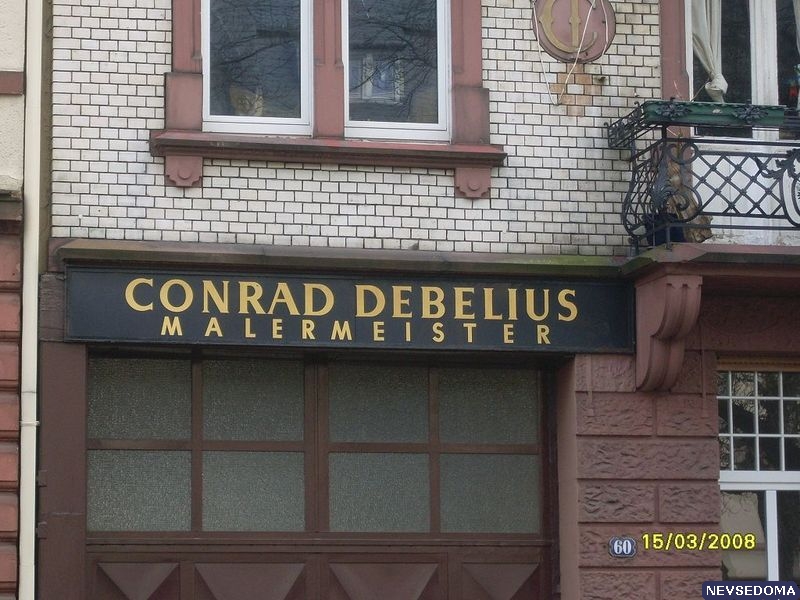 CONRAD DEBELIUS
MALERMEISTER
60
15/03/2008
NEVSEDOMA